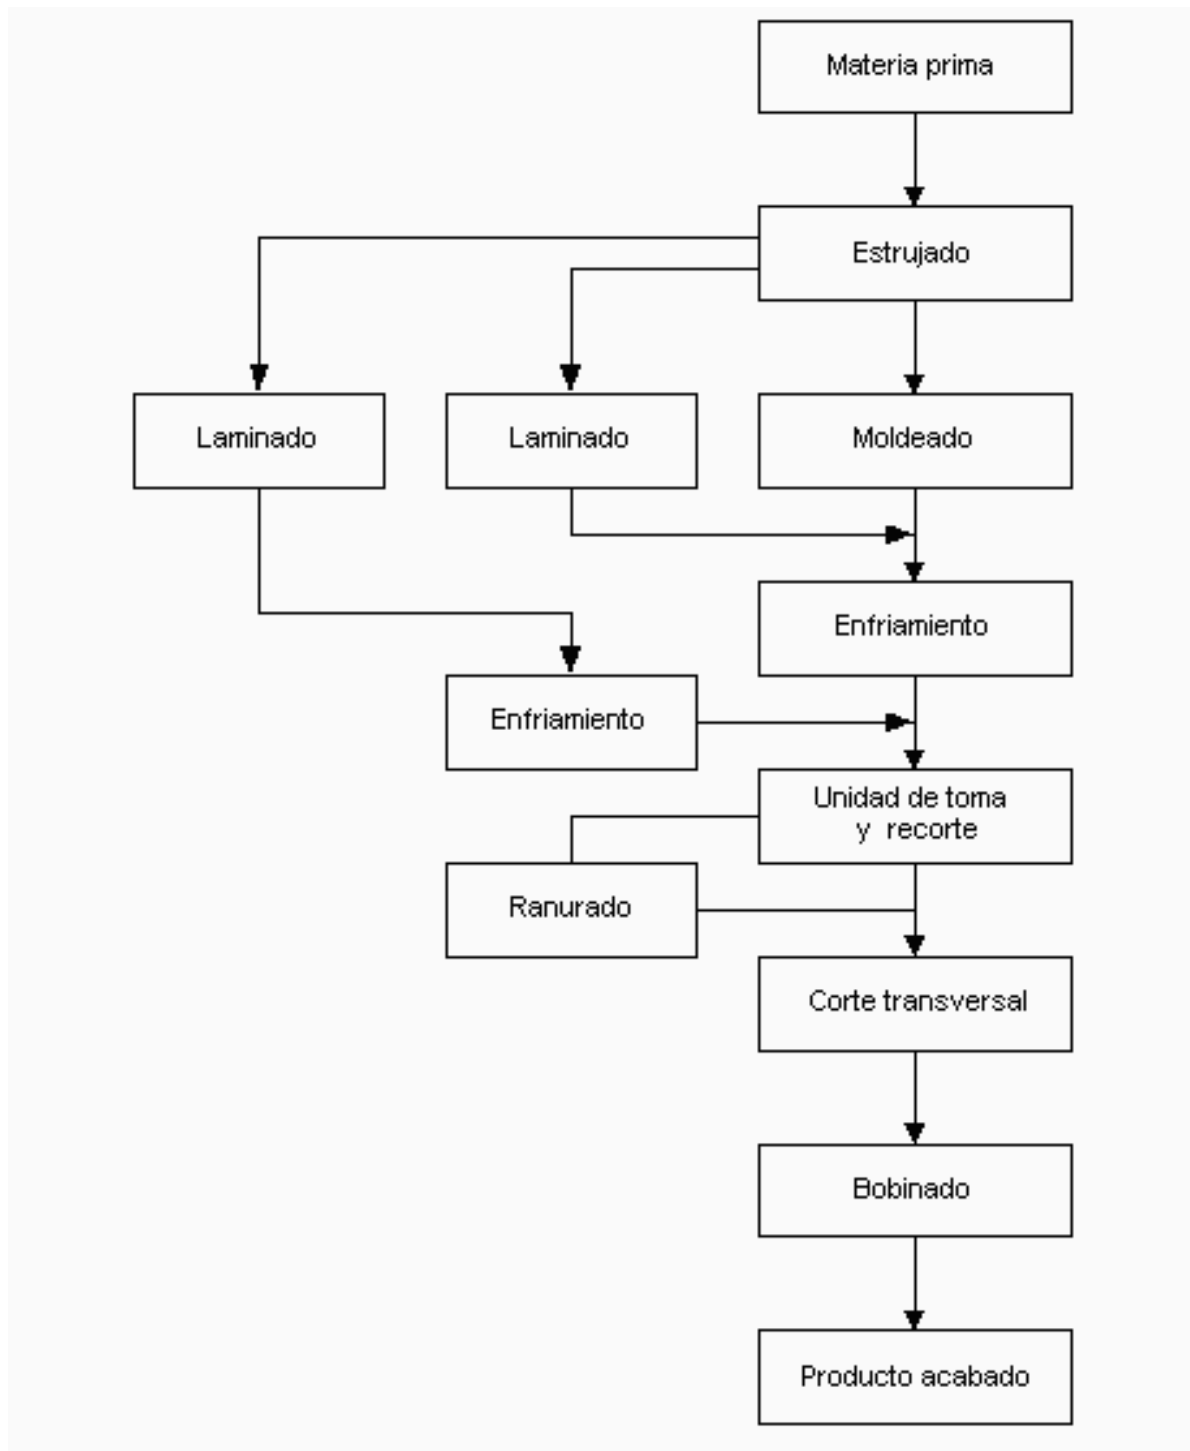 Materia prima
Estrujado
Laminado
Laminado
Moldeado
Enfriamiento
Enfriamiento
Unidad de toma
y recorte
Ranurado
Corte transversal
Bobinado
Producto acabado